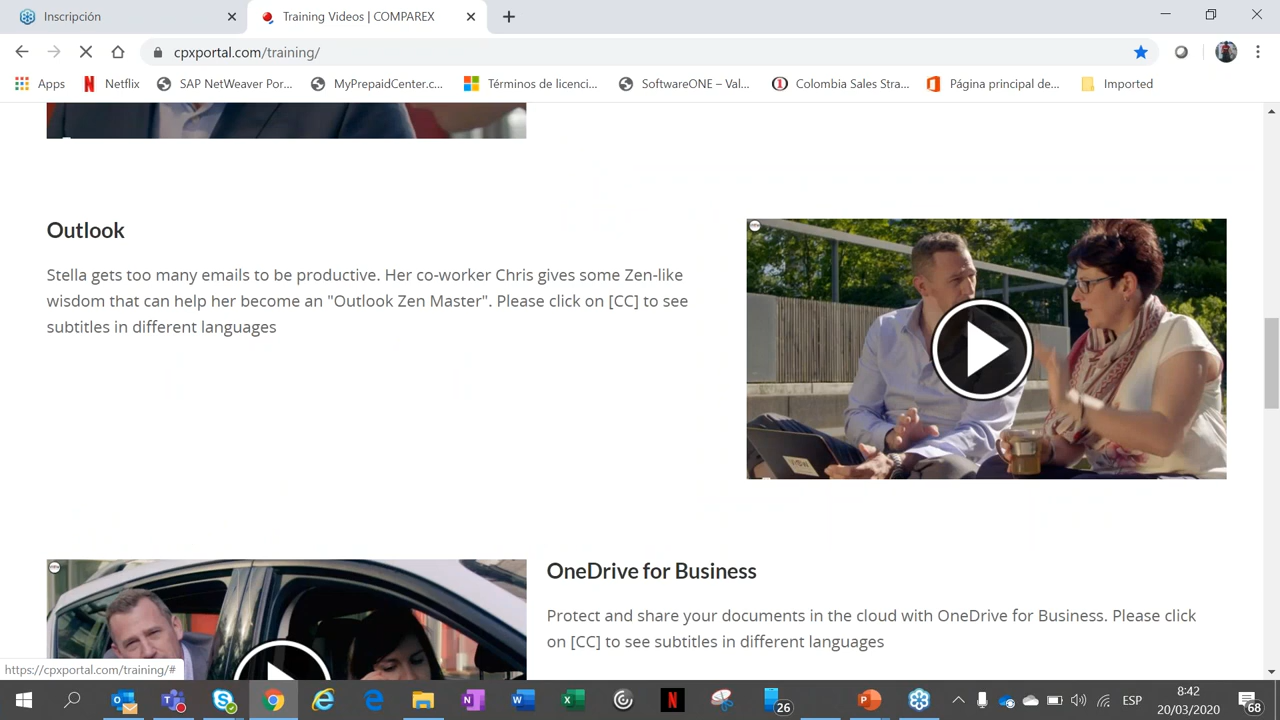 Inscripción
Training Videos | COMPAREX
cpxportal.com/training/
Apps
Netflix
SAP NetWeaver Por...
MyPrepaidCenter.c...
Términos de licenci...
SoftwareONE – Val...
Colombia Sales Stra...
Página principal de...
Imported
Outlook
Stella gets too many emails to be productive. Her co-worker Chris gives some Zen-like
wisdom that can help her become an "Outlook Zen Master". Please click on [CC] to see
subtitles in different languages
OneDrive for Business
Protect and share your documents in the cloud with OneDrive for Business. Please click
on [CC] to see subtitles in different languages
https://cpxportal.com/training/#
26
ESP
8:42
20/03/2020
68